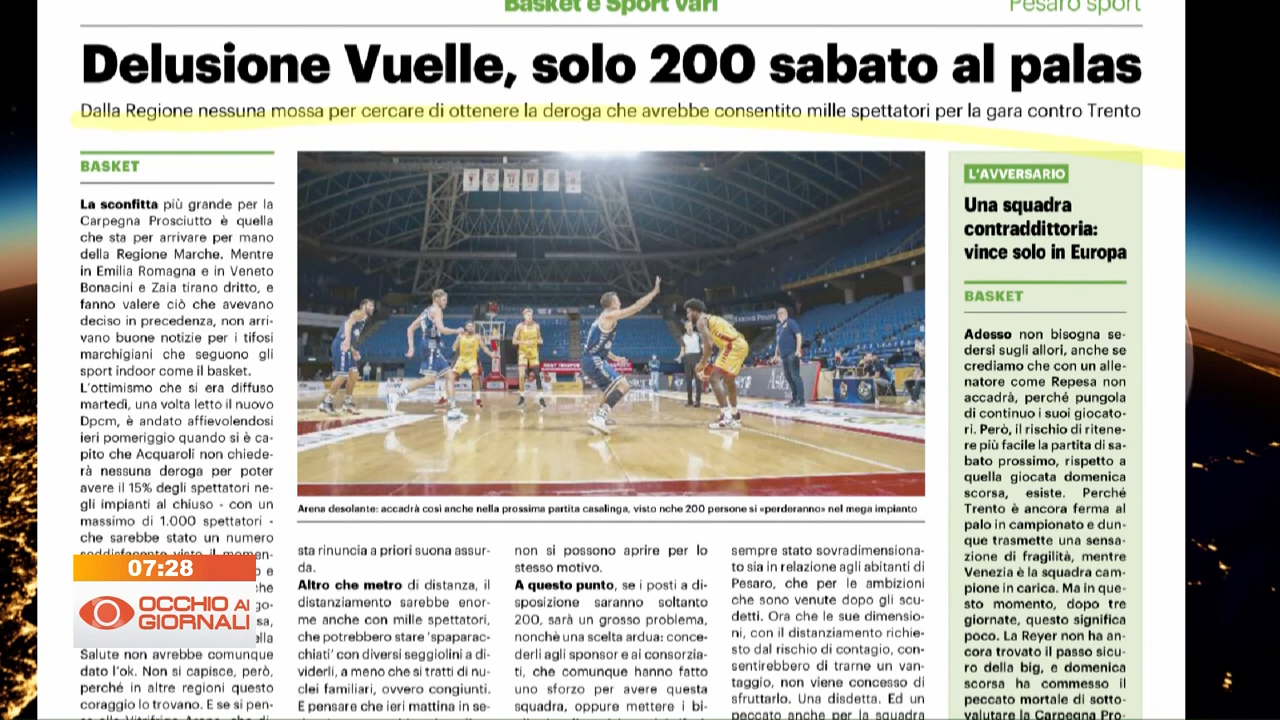 Basket e Sport vari
Pesaro sport
Delusione Vuelle, solo 200 sabato al palas
Dalla Regione nessuna mossa per cercare di ottenere la deroga che avrebbe consentito mille spettatori per la gara contro Trento
BASKET
La sconfitta più grande per la
Carpegna Prosciutto è quella
che sta per arrivare per mano
della Regione Marche. Mentre
in Emilia Romagna e in Veneto
Bonacini e Zaia tirano dritto, e
fanno valere ciò che avevano
deciso in precedenza, non arri-
vano buone notizie per i tifosi
marchigiani che seguono gli
sport indoor come il basket.
L'ottimismo che si era diffuso
martedì, una volta letto il nuovo
Dpcm, è andato affievolendosi
ieri pomeriggio quando si è ca-
pito che Acquaroli non chiede-
rà nessuna deroga per poter
avere il 15% degli spettatori ne-
gli impianti al chiuso - con un
massimo di 1.000 spettatori -
che sarebbe stato un numero
soddisfacente visto il momen-
Salute non avrebbe comunque
dato l'ok. Non si capisce, però,
perché in altre regioni questo
coraggio lo trovano. E se si pen-
07:28
OCCHIO AI
GIORNALI
Arena desolante: accadrà così anche nella prossima partita casalinga, visto nche 200 persone si «perderanno» nel mega impianto
sta rinuncia a priori suona assur-
da.
Altro che metro di distanza, il
distanziamento sarebbe enor-
me anche con mille spettatori,
che potrebbero stare 'spaparac-
chiati' con diversi seggiolini a di-
viderli, a meno che si tratti di nu-
clei familiari, ovvero congiunti.
E pensare che ieri mattina in se-
non si possono aprire per lo
stesso motivo.
A questo punto, se i posti a di-
sposizione saranno soltanto
200, sarà un grosso problema,
nonchè una scelta ardua: conce-
derli agli sponsor e ai consorzia-
ti, che comunque hanno fatto
uno sforzo per avere questa
squadra, oppure mettere i bi-
sempre stato sovradimensiona-
to sia in relazione agli abitanti di
Pesaro, che per le ambizioni
che sono venute dopo gli scu-
detti. Ora che le sue dimensio-
ni, con il distanziamento richie-
sto dal rischio di contagio, con-
sentirebbero di trarne un van-
taggio, non viene concesso di
sfruttarlo. Una disdetta. Ed un
peccato anche per la squadra
L'AVVERSARIO
Una squadra
contraddittoria:
vince solo in Europa
BASKET
Adesso non bisogna se-
dersi sugli allori, anche se
crediamo che con un alle-
natore come Repesa non
accadrà, perché pungola
di continuo i suoi giocato-
ri. Però, il rischio di ritene-
re più facile la partita di sa-
bato prossimo, rispetto a
quella giocata domenica
scorsa, esiste. Perché
Trento è ancora ferma al
palo in campionato e dun-
que trasmette una sensa-
zione di fragilità, mentre
Venezia è la squadra cam-
pione in carica. Ma in que-
sto momento, dopo tre
giornate, questo significa
poco. La Reyer non ha an-
cora trovato il passo sicu-
ro della big, e domenica
scorsa ha commesso il
peccato mortale di sotto-
valutare la Carpegna Pro-